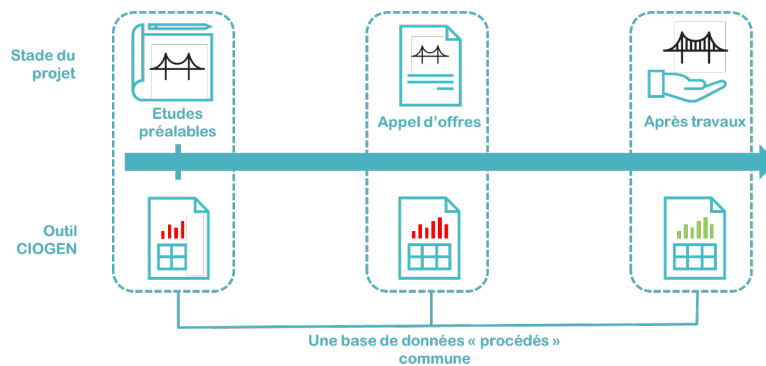 Stade du
projet
Etudes
préalables
Appel d’offres
Après travaux
Outil
CIOGEN
Une base de données « procédés »
commune